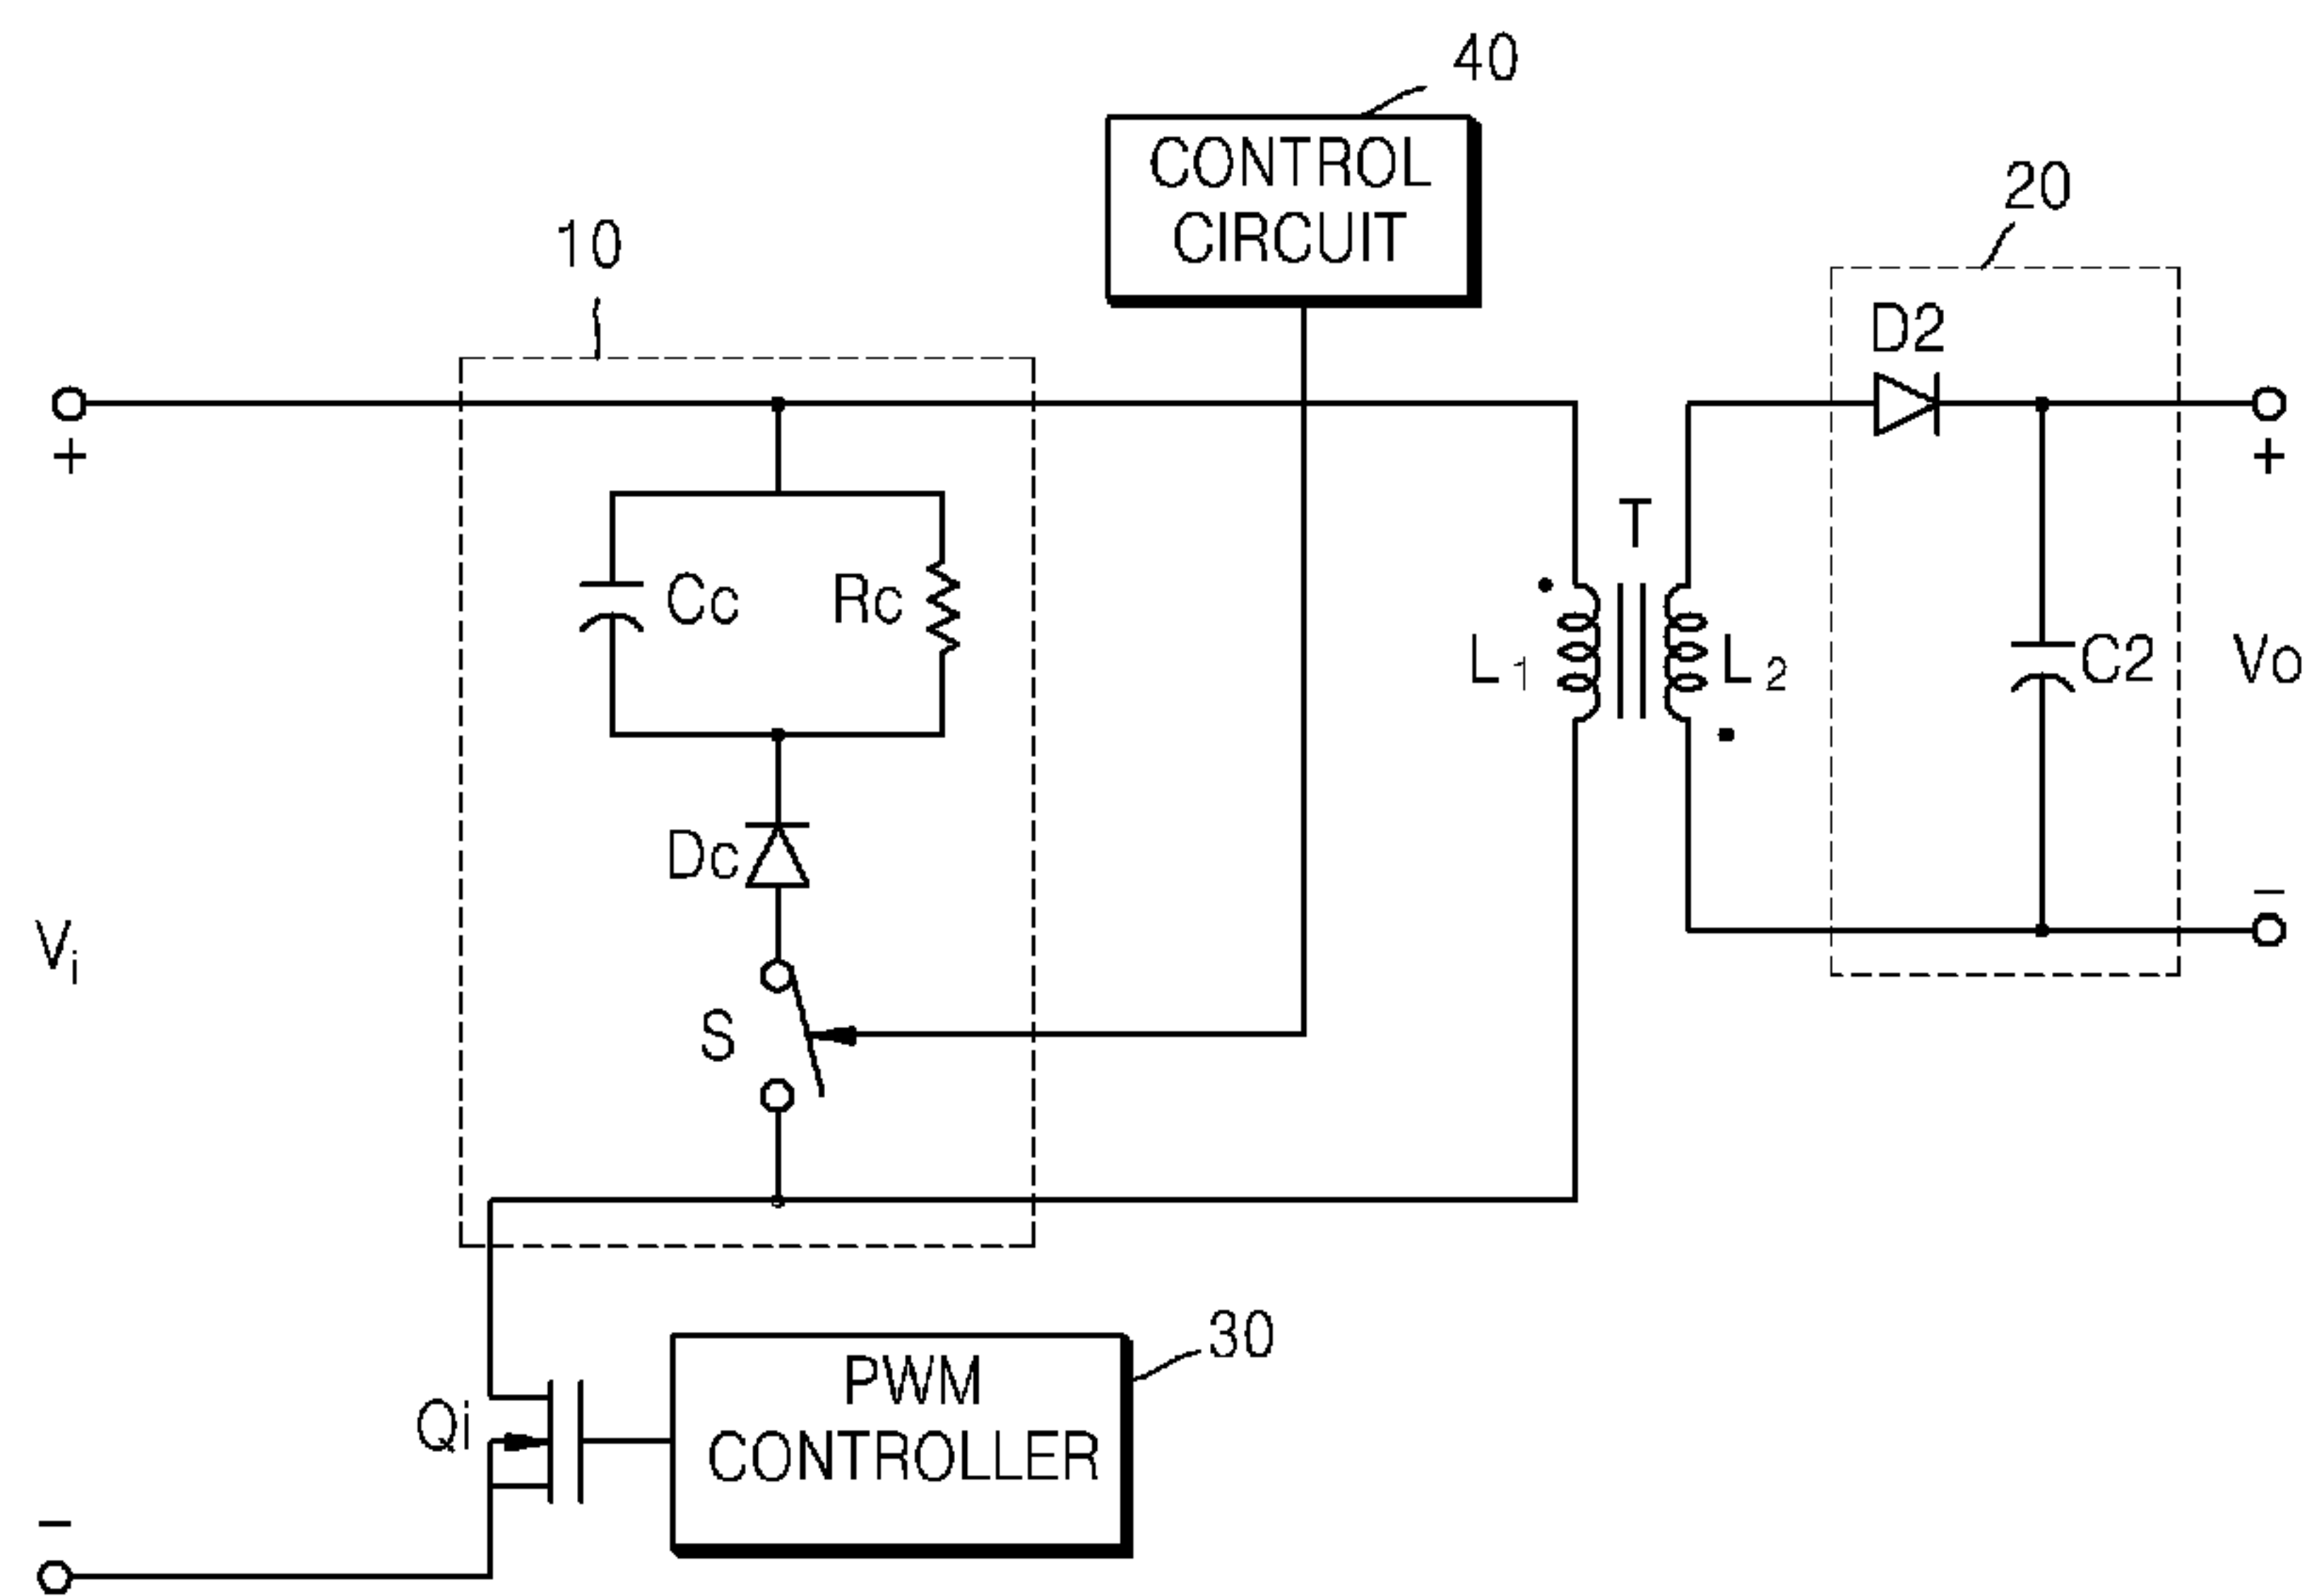 40
CONTROL
CIRCUIT
20
10
D2
+
+
T
Cc
Rc
L1
L2
C2
Vo
Dc
−
Vi
S
30
PWM
CONTROLLER
Qi
−